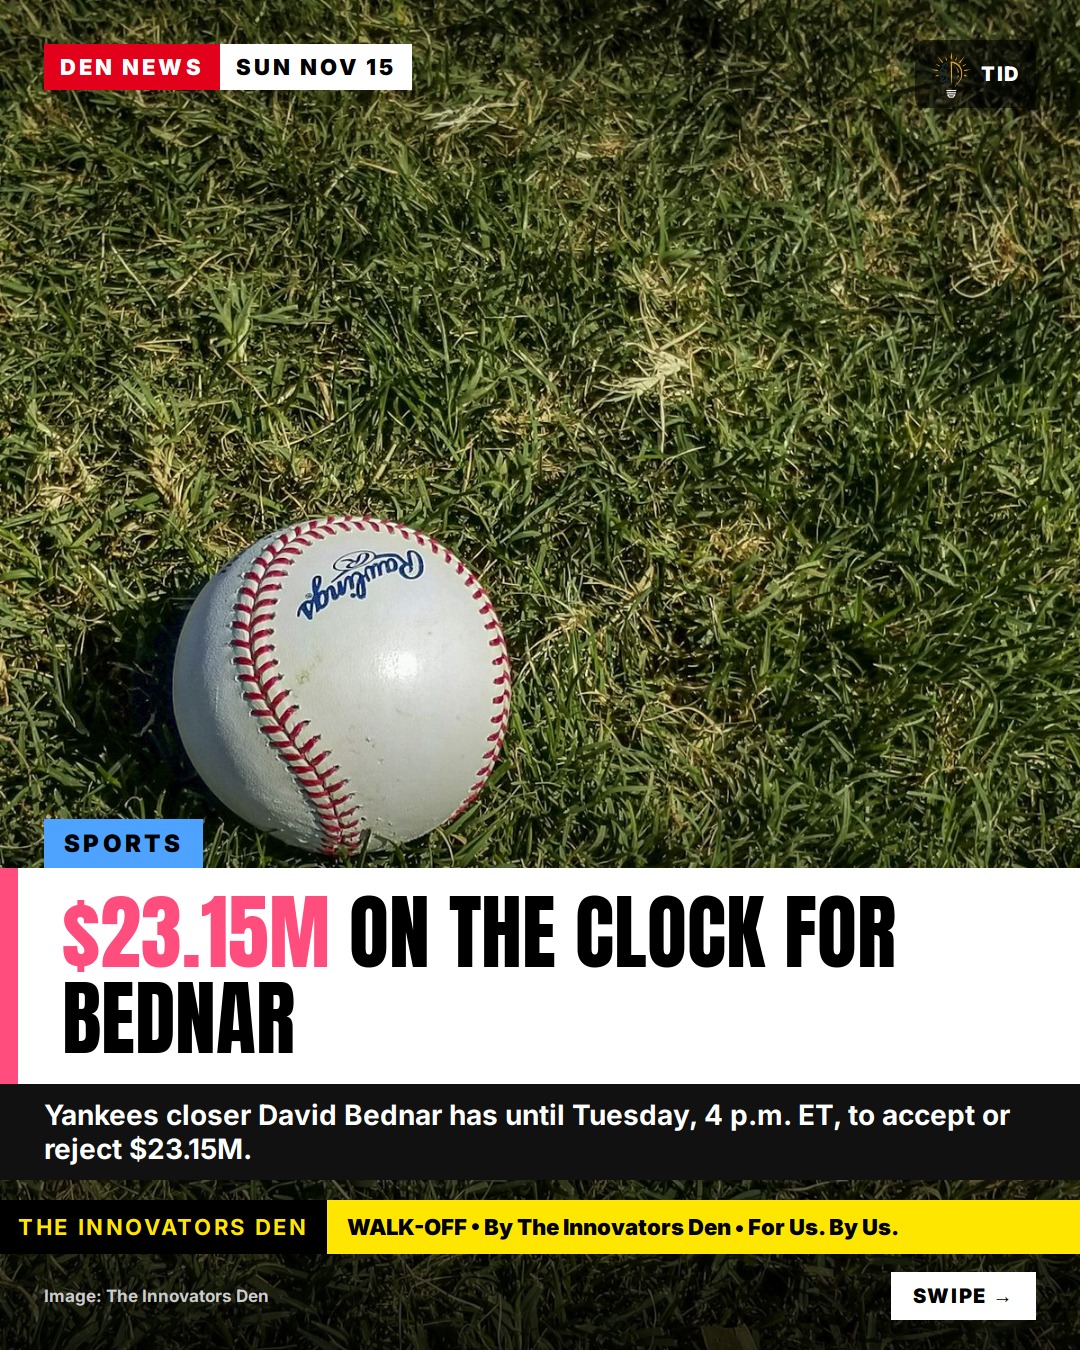 DEN NEWS SUN NOV 15
TID
Rawlings
SPORTS
$23.15M ON THE CLOCK FOR
BEDNAR
Yankees closer David Bednar has until Tuesday, 4 p.m. ET, to accept or
reject $23.15M.
THE INNOVATORS DEN WALK-OFF • By The Innovators Den • For Us. By Us.
Image: The Innovators Den
SWIPE →